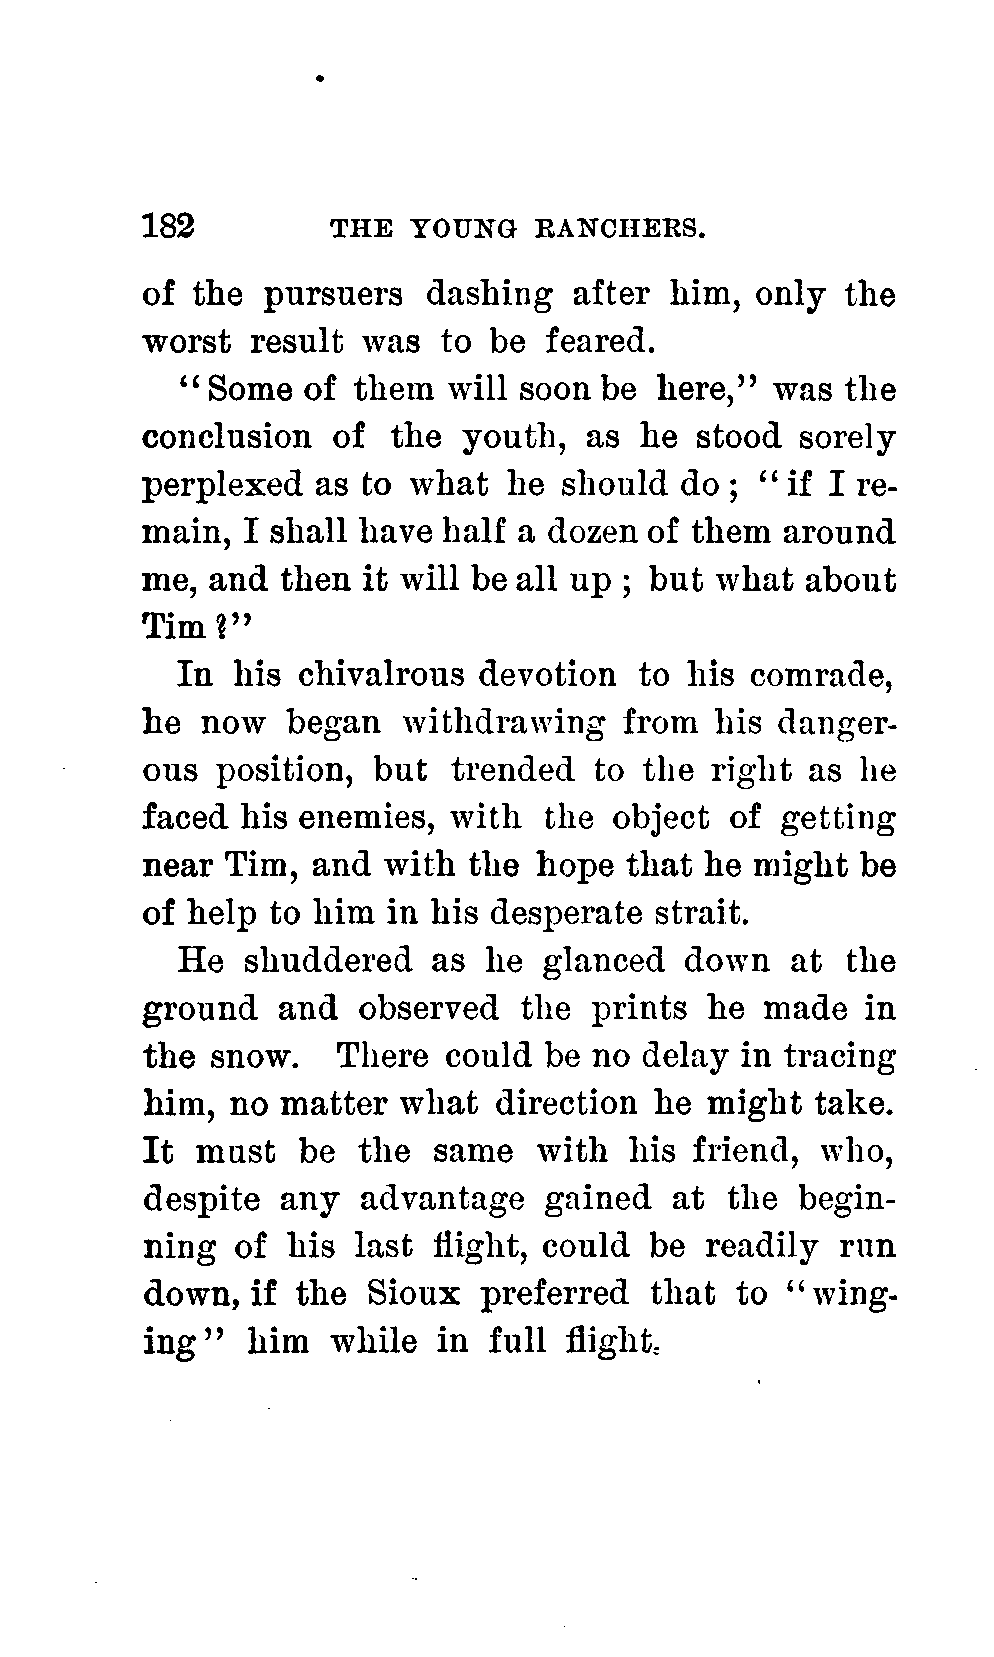 182 THE YOUNG RANCHERS.
of the pursuers dashing after him, only the
worst result was to be feared.
"Some of them will soon be here," was the
conclusion of the youth, as he stood sorely
perplexed as to what he should do; "if I re-
main, I shall have half a dozen of them around
me, and then it will be all up; but what about
Tim?"
In his chivalrous devotion to his comrade,
he now began withdrawing from his danger-
ous position, but trended to the right as he
faced his enemies, with the object of getting
near Tim, and with the hope that he might be
of help to him in his desperate strait.
He shuddered as he glanced down at the
ground and observed the prints he made in
the snow. There could be no delay in tracing
him, no matter what direction he might take.
It must be the same with his friend, who,
despite any advantage gained at the begin-
ning of his last flight, could be readily run
down, if the Sioux preferred that to "wing-
ing" him while in full flight.